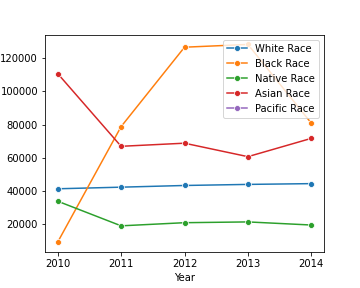 White Race
Black Race
Native Race
Asian Race
Pacific Race
120000
100000
80000
60000
40000
20000
2010 2011 2012 2013 2014
Year